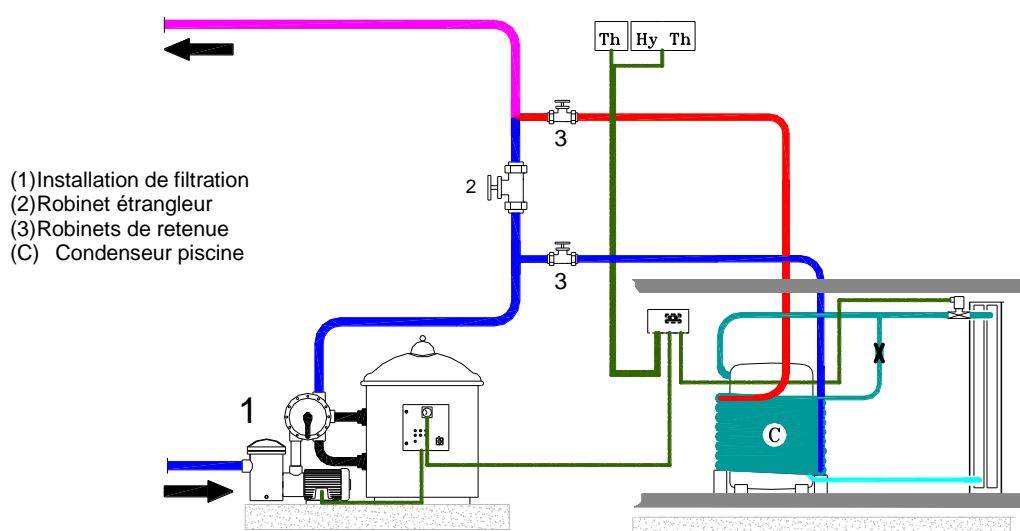 Th
Hy Th
3
(1)Installation de filtration
(2)Robinet étrangleur
(3)Robinets de retenue
(C) Condenseur piscine
2
3
1
C